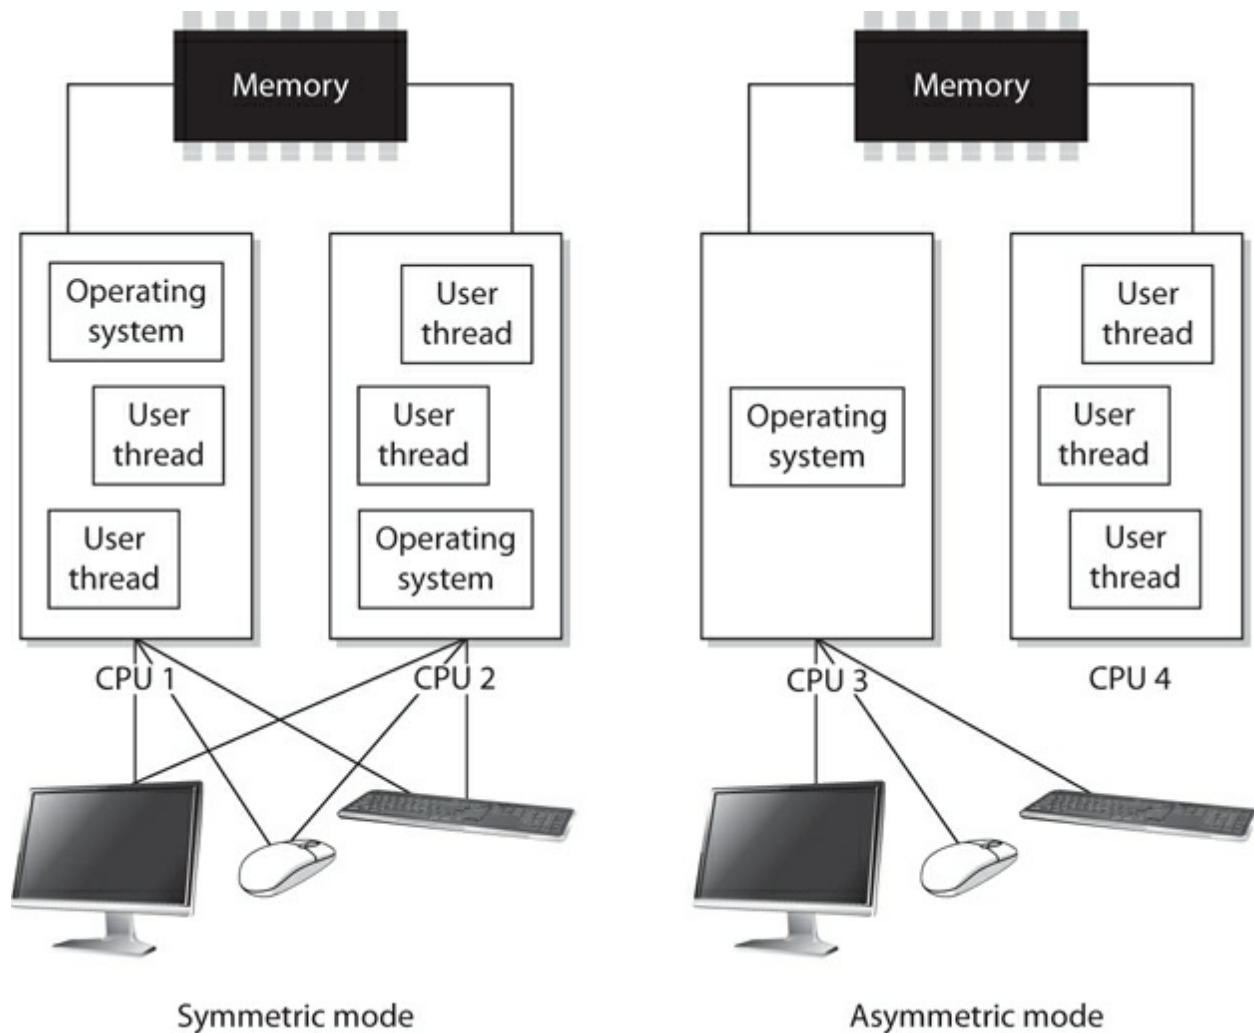 Memory
Operating
system
User
thread
User
thread
User
thread
User
thread
Operating
system
CPU 1
CPU 2
Symmetric mode
Memory
Operating
system
User
thread
User
thread
User
thread
CPU 3
CPU 4
Asymmetric mode